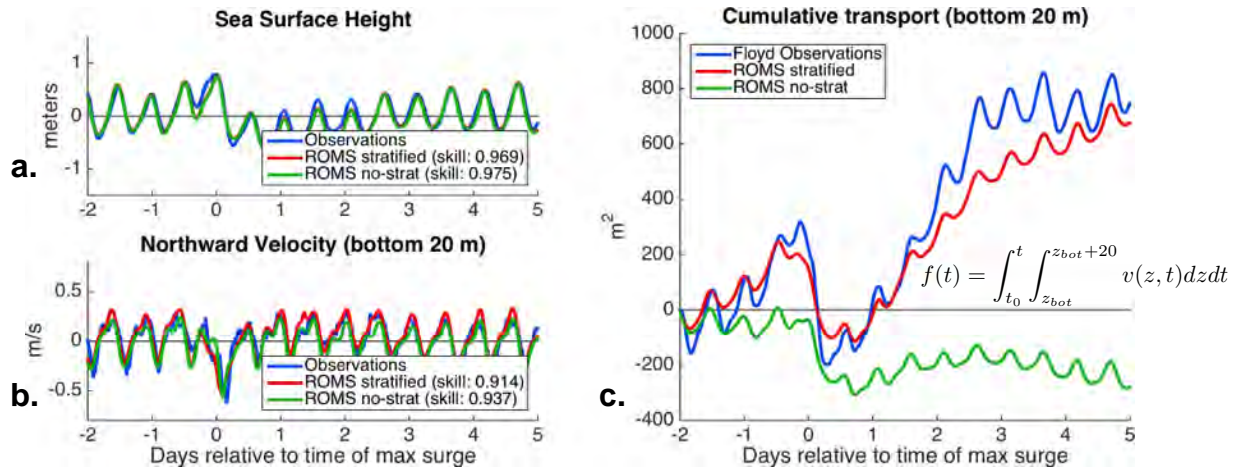 Sea Surface Height
1
0
-1
meters
-2 -1 0 1 2 3 4 5
Observations
ROMS stratified (skill: 0.969)
ROMS no-strat (skill: 0.975)
a.
Northward Velocity (bottom 20 m)
0.5
0
-0.5
m/s
Observations
ROMS stratified (skill: 0.914)
ROMS no-strat (skill: 0.937)
b.
-2 -1 0 1 2 3 4 5
Days relative to time of max surge
Cumulative transport (bottom 20 m)
1000
800
600
400
200
0
-200
-400
m²
Floyd Observations
ROMS stratified
ROMS no-strat
f(t) = ∫_{t₀}^{t} ∫_{z_{bot}}^{z_{bot}+20} v(z, t)dzdt
c.
-2 -1 0 1 2 3 4 5
Days relative to time of max surge